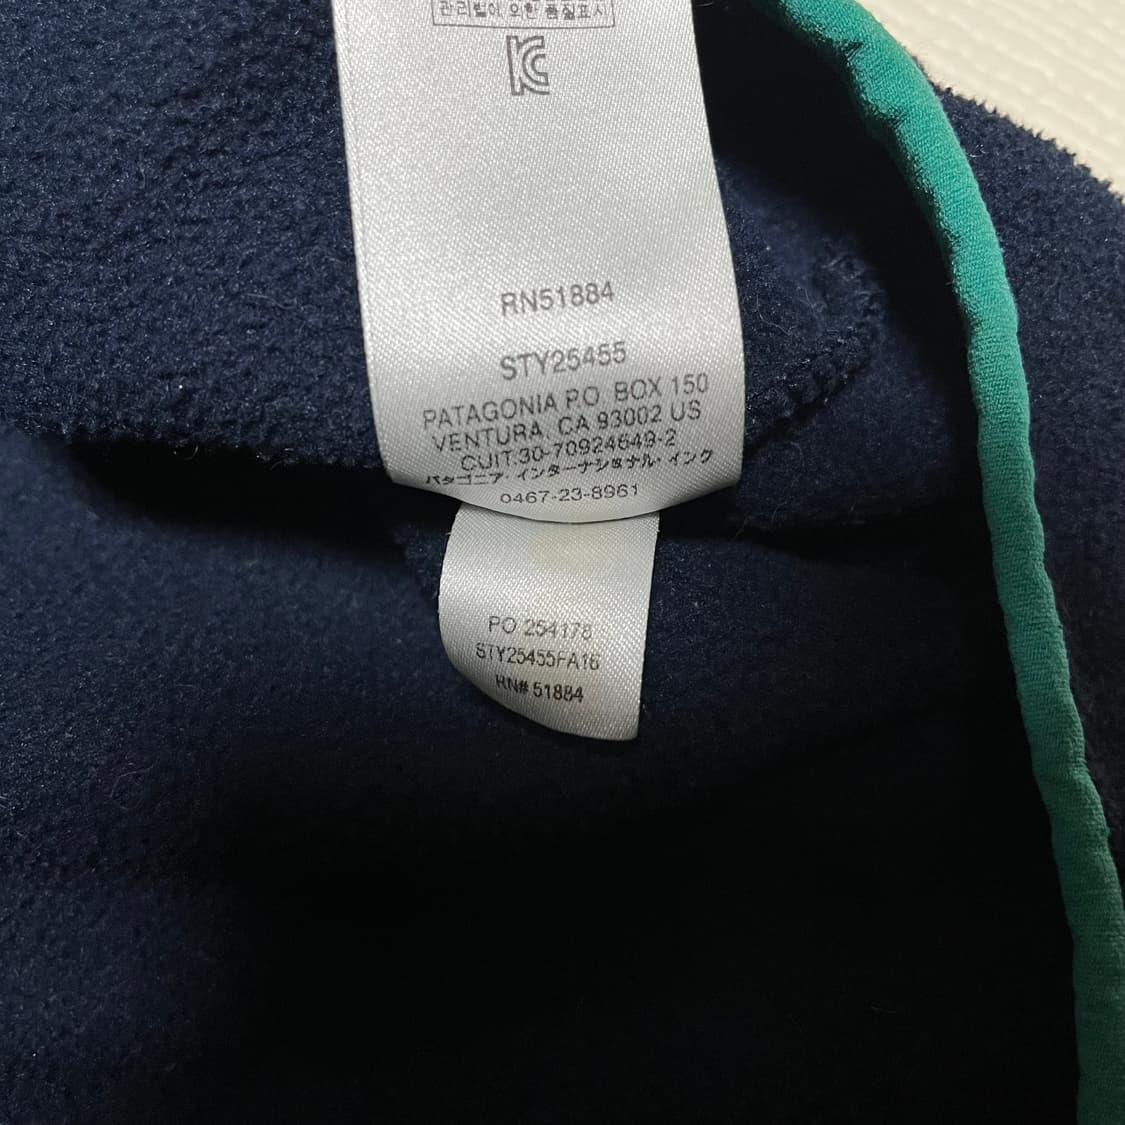 관리법에 의한 품질표시
RN51884
STY25455
PATAGONIA P.O. BOX 150
VENTURA, CA 93002 US
CUIT:30-70924649-2
パタゴニア・インターナショナル・インク
0467-23-8961
PO 254178
STY25455FA16
RN# 51884